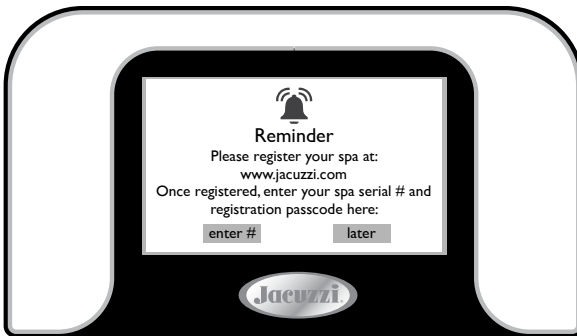 Reminder
Please register your spa at:
www.jacuzzi.com
Once registered, enter your spa serial # and
registration passcode here:
enter # later
Jacuzzi.